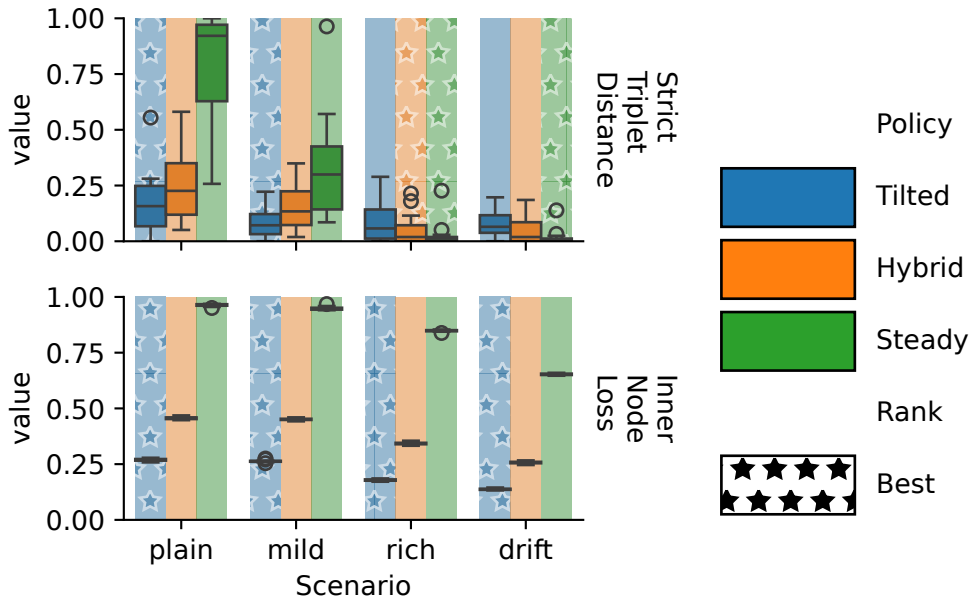 1.00
0.75
0.50
0.25
0.00
value
Strict
Triplet
Distance
1.00
0.75
0.50
0.25
0.00
value
Inner
Node
Loss
plain
mild
rich
drift
Scenario
Policy
Tilted
Hybrid
Steady
Rank
Best